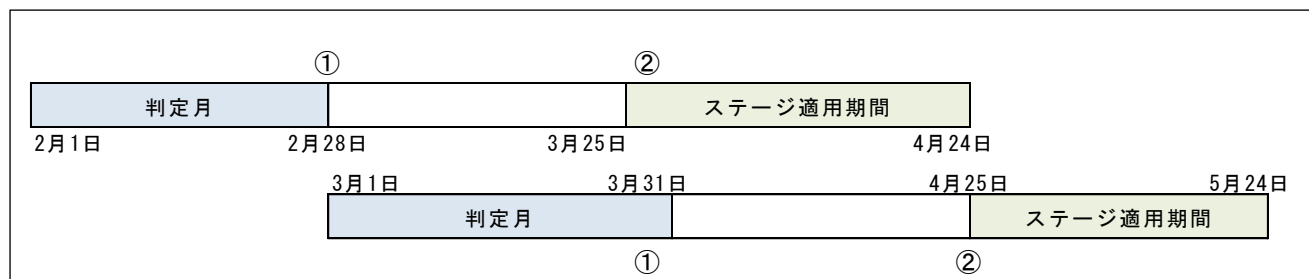 ① ②
判定月 ステージ適用期間
2月1日 2月28日 3月25日 4月24日
3月1日 3月31日 4月25日 5月24日
判定月 ステージ適用期間
① ②